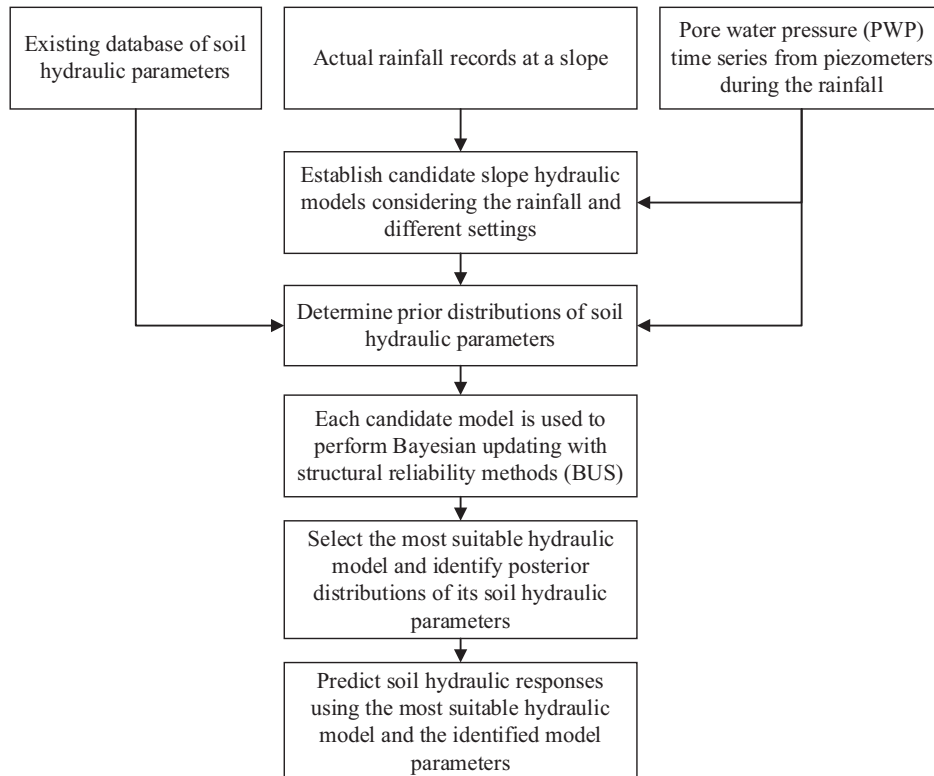 Existing database of soil
hydraulic parameters
Actual rainfall records at a slope
Pore water pressure (PWP)
time series from piezometers
during the rainfall
Establish candidate slope hydraulic
models considering the rainfall and
different settings
Determine prior distributions of soil
hydraulic parameters
Each candidate model is used to
perform Bayesian updating with
structural reliability methods (BUS)
Select the most suitable hydraulic
model and identify posterior
distributions of its soil hydraulic
parameters
Predict soil hydraulic responses
using the most suitable hydraulic
model and the identified model
parameters